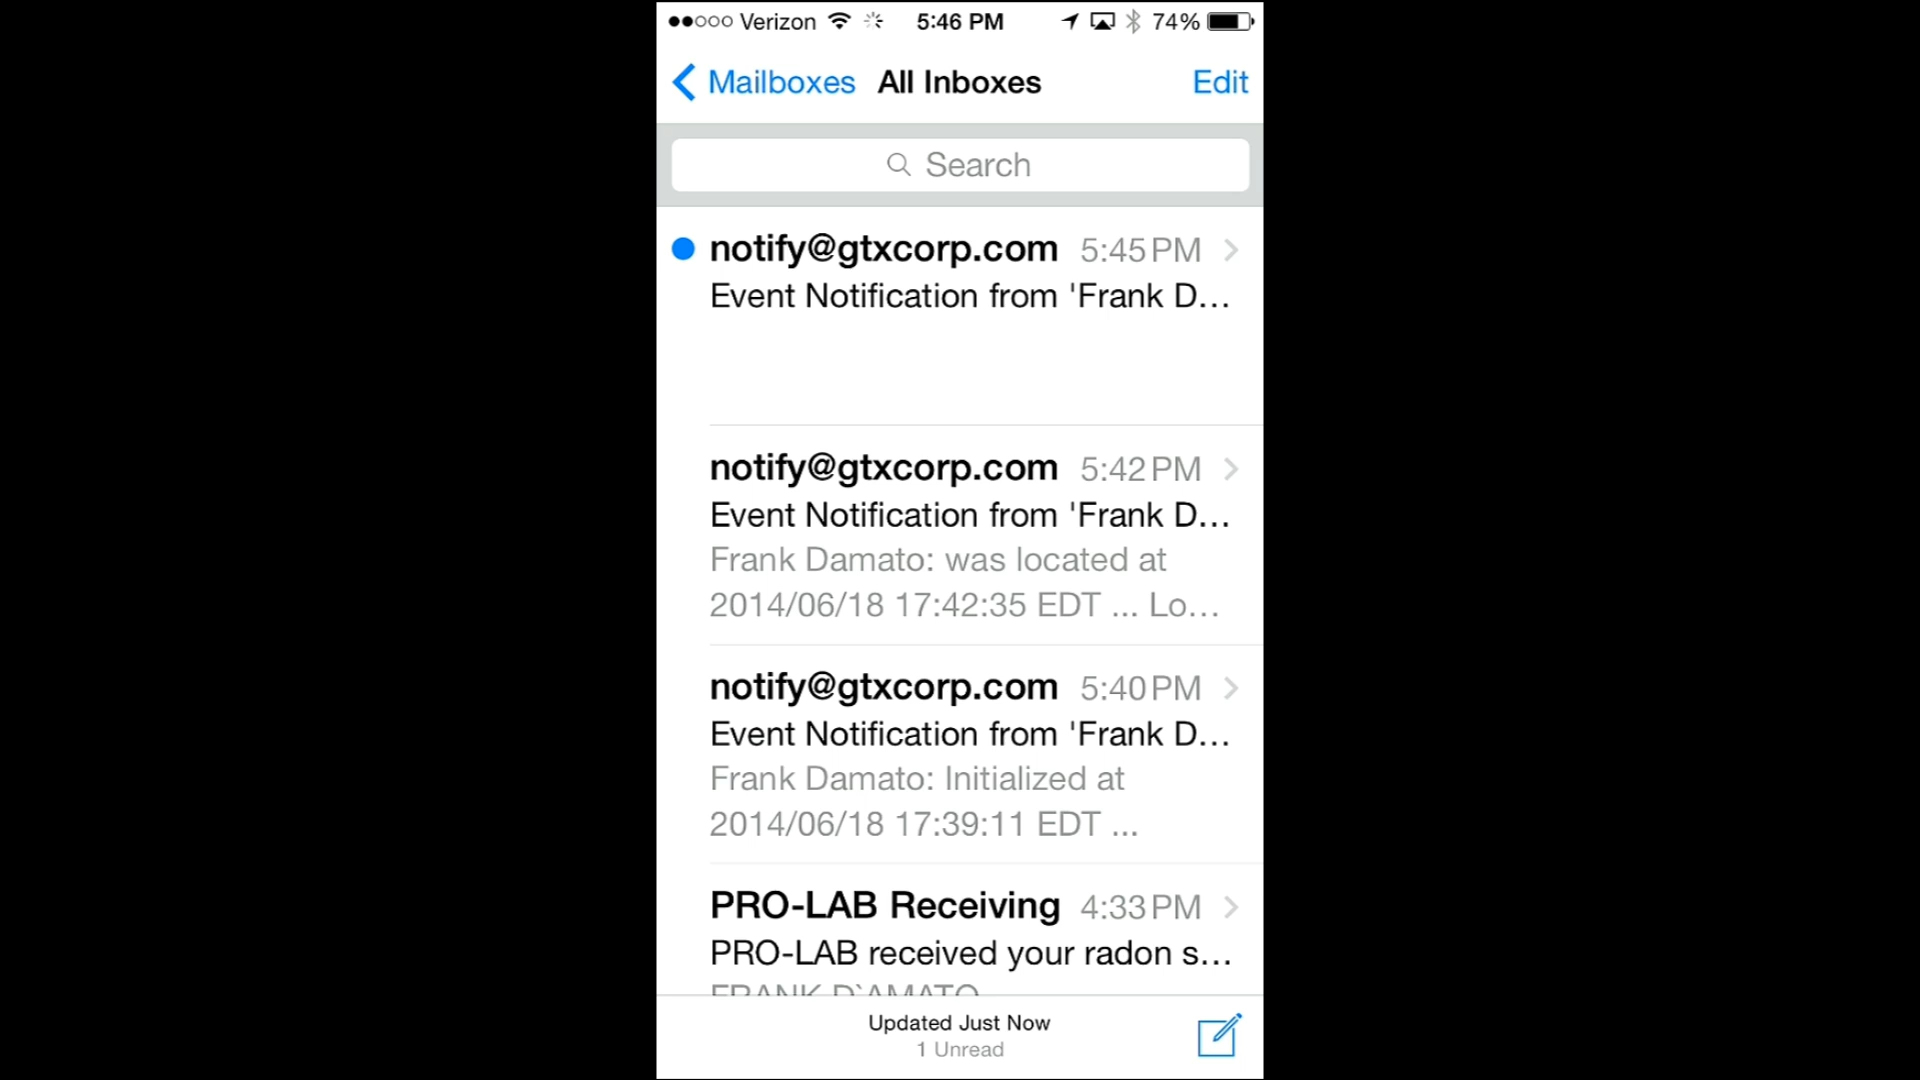 Verizon 5:46 PM 74%
Mailboxes All Inboxes Edit
Search
notify@gtxcorp.com 5:45 PM
Event Notification from 'Frank D...
notify@gtxcorp.com 5:42 PM
Event Notification from 'Frank D...
Frank Damato: was located at
2014/06/18 17:42:35 EDT ... Lo...
notify@gtxcorp.com 5:40 PM
Event Notification from 'Frank D...
Frank Damato: Initialized at
2014/06/18 17:39:11 EDT ...
PRO-LAB Receiving 4:33 PM
PRO-LAB received your radon s...
FRANK D`AMATO
Updated Just Now
1 Unread